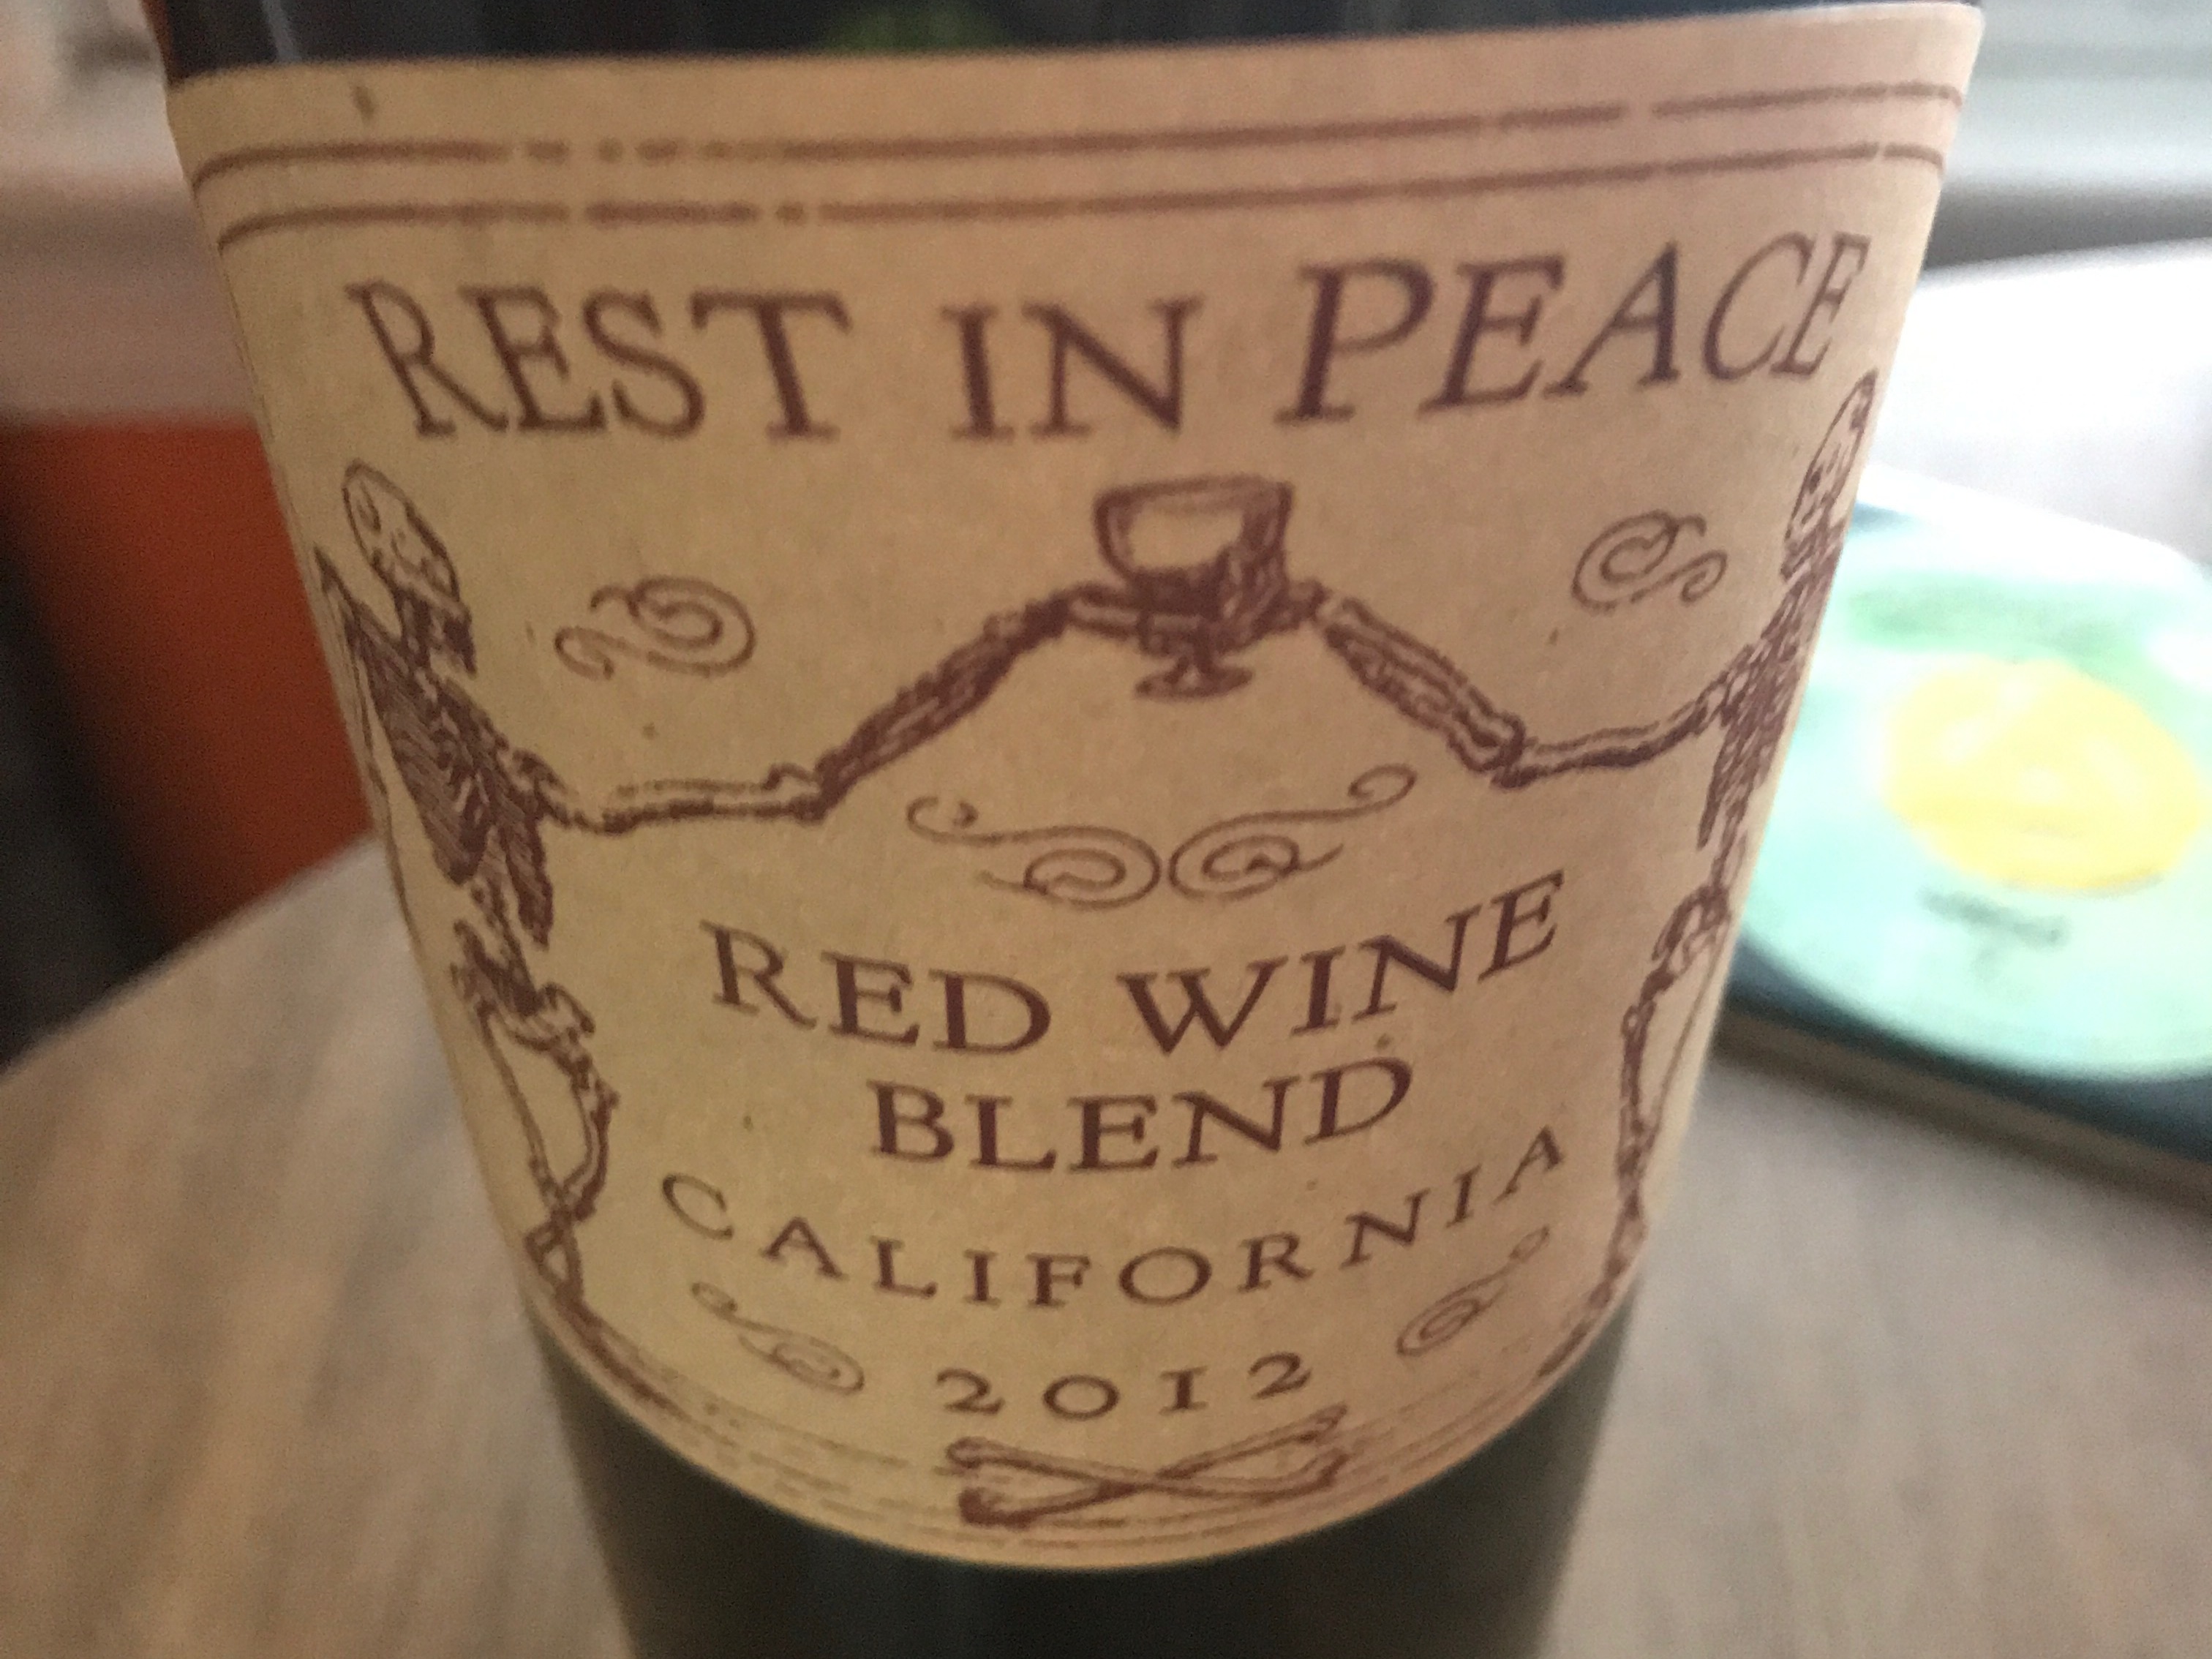 REST IN PEACE
RED WINE
BLEND
CALIFORNIA
2012